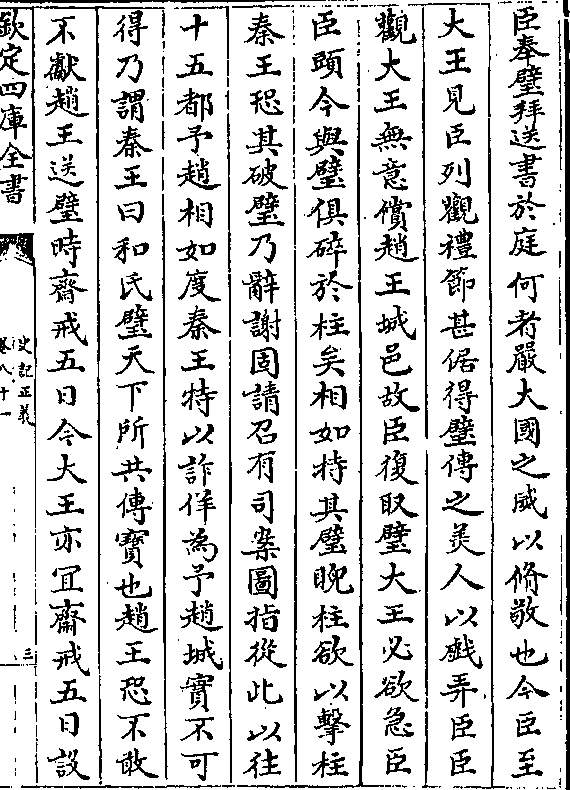 臣奉璧拜送書於庭何者嚴大國之威以脩敬也今臣至
大王見臣列觀禮節甚倨得璧傳之美人以戲弄臣臣
觀大王無意償趙王城邑故臣復取璧大王必欲急臣
臣頭今與璧俱碎於柱矣相如持其璧睨柱欲以擊柱
秦王恐其破璧乃辭謝固請召有司案圖指從此以往
十五都予趙相如度秦王特以詐佯為予趙城實不可
得乃謂秦王曰和氏璧天下所共傳寶也趙王恐不敢
不獻趙王送璧時齋戒五日今大王亦宜齋戒五日設
欽定四庫全書
史記正義
卷八十一
三